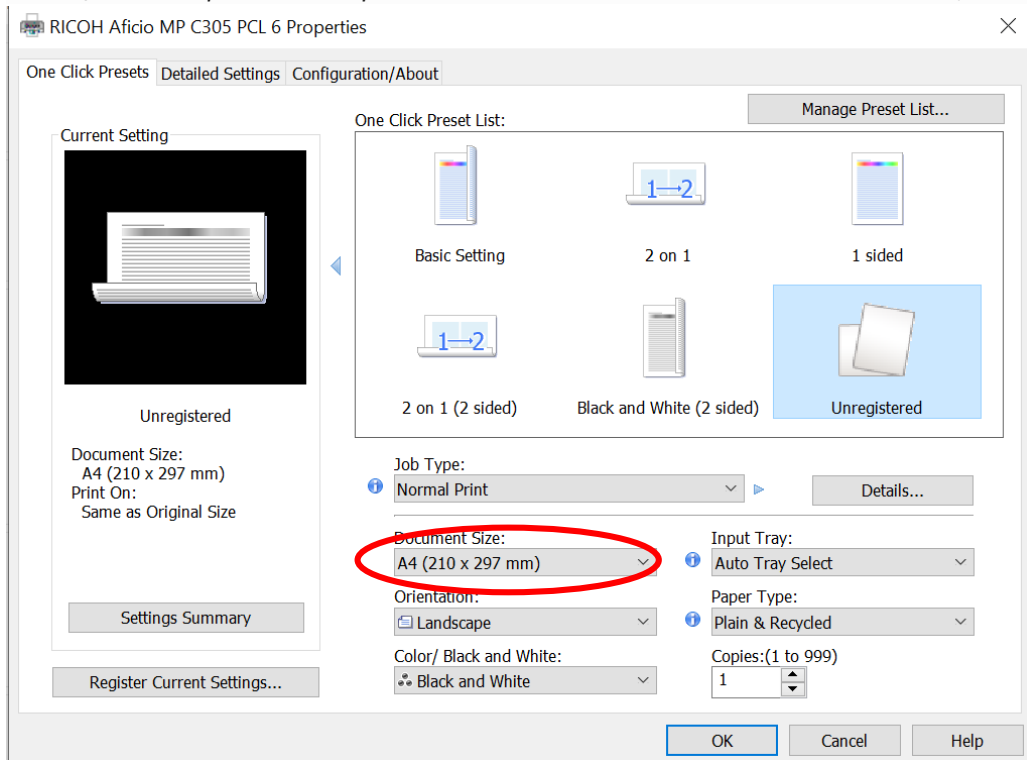 RICOH Aficio MP C305 PCL 6 Properties
One Click Presets Detailed Settings Configuration/About
Manage Preset List...
One Click Preset List:
Current Setting
1→2
Basic Setting 2 on 1 1 sided
1→2
2 on 1 (2 sided) Black and White (2 sided) Unregistered
Unregistered
Document Size:
A4 (210 x 297 mm)
Print On:
Same as Original Size
Settings Summary
Register Current Settings...
Job Type:
Normal Print
Details...
Document Size:
A4 (210 x 297 mm)
Input Tray:
Auto Tray Select
Orientation:
Landscape
Paper Type:
Plain & Recycled
Color/ Black and White:
Black and White
Copies:(1 to 999)
1
OK Cancel Help